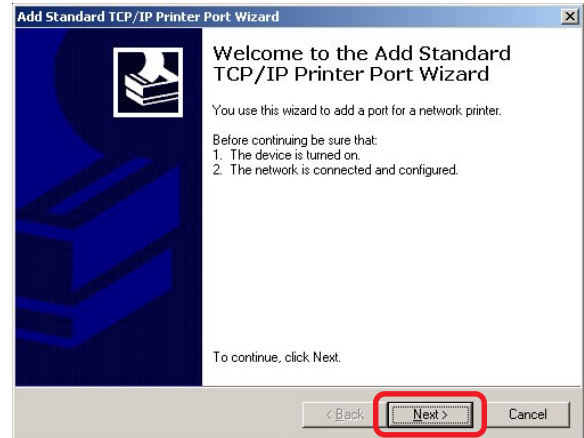 Add Standard TCP/IP Printer Port Wizard
Welcome to the Add Standard
TCP/IP Printer Port Wizard
You use this wizard to add a port for a network printer.
Before continuing be sure that:
1. The device is turned on.
2. The network is connected and configured.
To continue, click Next.
< Back
Next >
Cancel